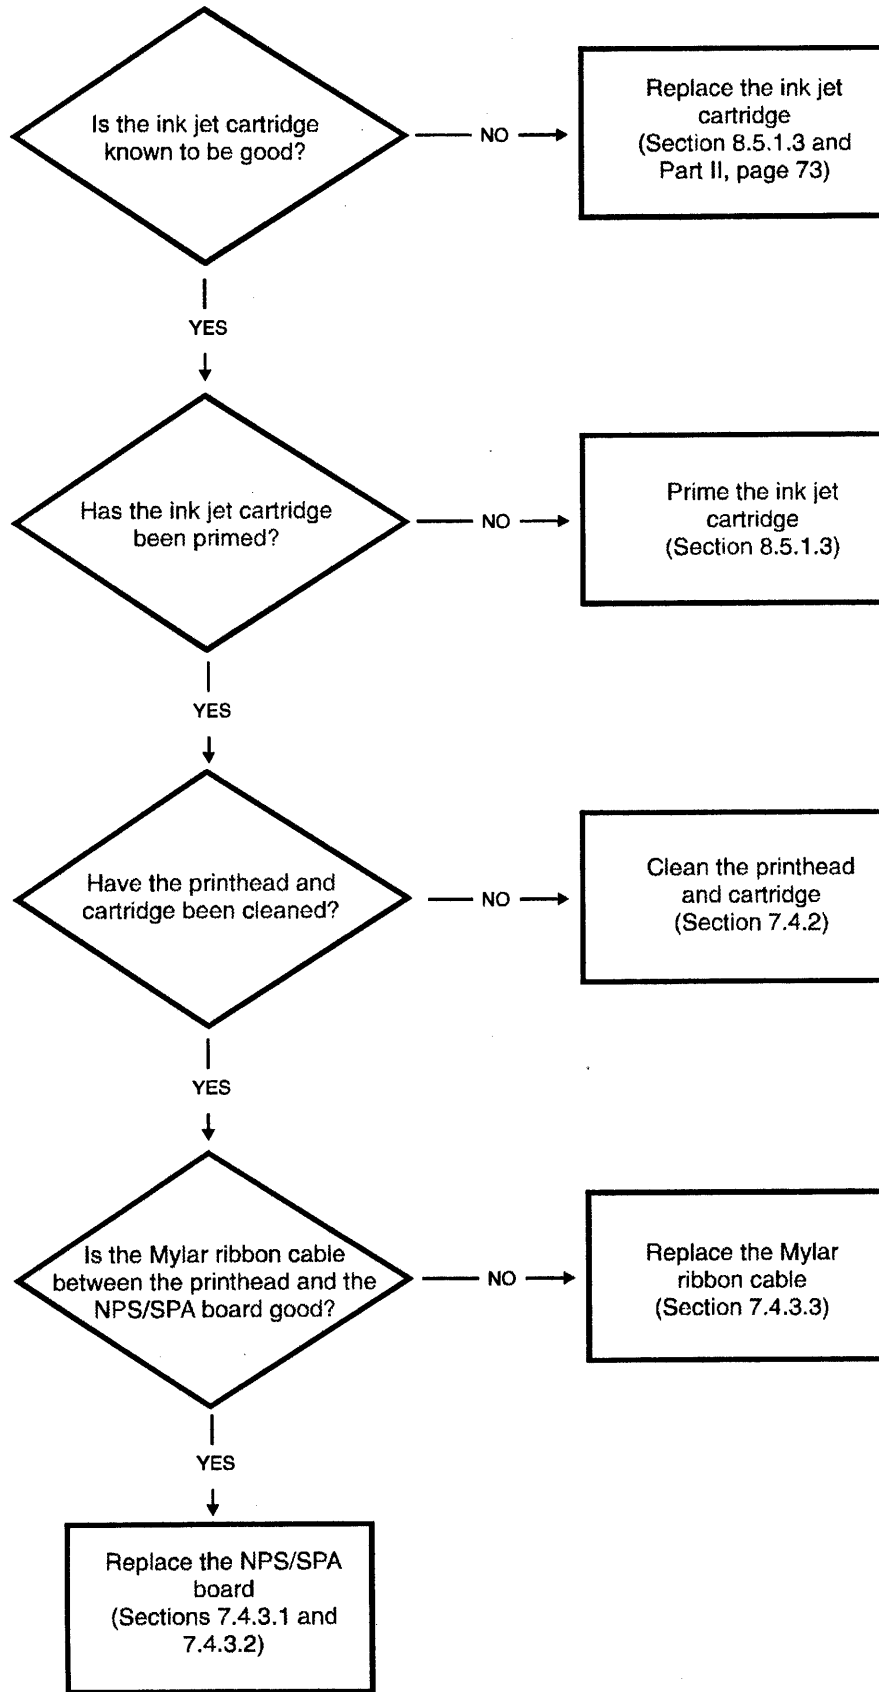 Is the ink jet cartridge
known to be good?
NO
Replace the ink jet
cartridge
(Section 8.5.1.3 and
Part II, page 73)
YES
Has the ink jet cartridge
been primed?
NO
Prime the ink jet
cartridge
(Section 8.5.1.3)
YES
Have the printhead and
cartridge been cleaned?
NO
Clean the printhead
and cartridge
(Section 7.4.2)
YES
Is the Mylar ribbon cable
between the printhead and the
NPS/SPA board good?
NO
Replace the Mylar
ribbon cable
(Section 7.4.3.3)
YES
Replace the NPS/SPA
board
(Sections 7.4.3.1 and
7.4.3.2)